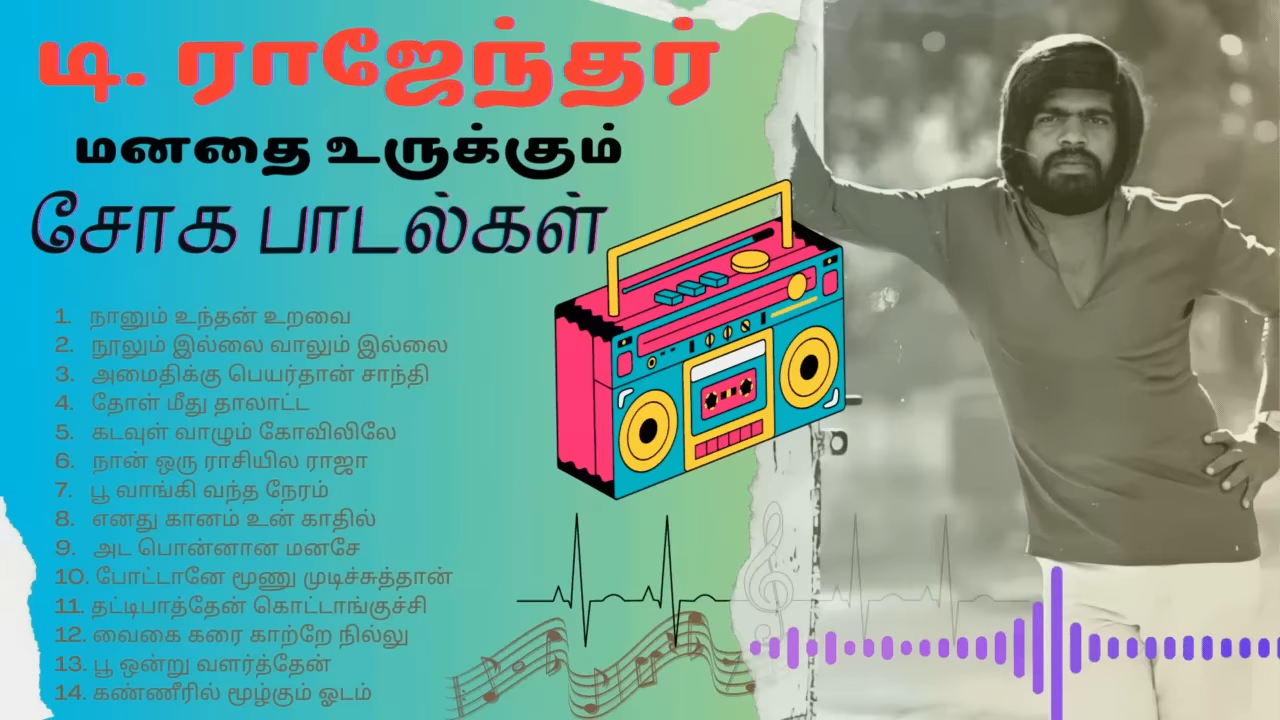 டி. ராஜேந்தர்
மனதை உருக்கும்
சோக பாடல்கள்
1. நானும் உந்தன் உறவை
2. நூலும் இல்லை வாலும் இல்லை
3. அமைதிக்கு பெயர்தான் சாந்தி
4. தோள் மீது தாலாட்ட
5. கடவுள் வாழும் கோவிலிலே
6. நான் ஒரு ராசியில ராஜா
7. பூ வாங்கி வந்த நேரம்
8. எனது கானம் உன் காதில்
9. அட பொன்னான மனசே
10. போட்டானே மூணு முடிச்சுத்தான்
11. தட்டிபாத்தேன் கொட்டாங்குச்சி
12. வைகை கரை காற்றே நில்லு
13. பூ ஒன்று வளர்த்தேன்
14. கண்ணீரில் மூழ்கும் ஓடம்